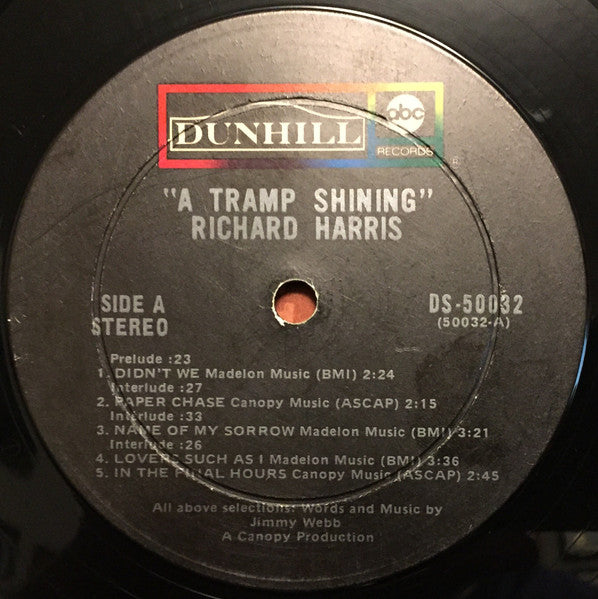 DUNHILL
abc
RECORDS
"A TRAMP SHINING"
RICHARD HARRIS
SIDE A
STEREO
DS-50032
(50032-A)
Prelude :23
1. DIDN'T WE Madelon Music (BMI) 2:24
Interlude :27
2. PAPER CHASE Canopy Music (ASCAP) 2:15
Interlude :33
3. NAME OF MY SORROW Madelon Music (BMI) 3:21
Interlude :26
4. LOVERS SUCH AS I Madelon Music (BMI) 3:36
5. IN THE FINAL HOURS Canopy Music (ASCAP) 2:45
All above selections: Words and Music by
Jimmy Webb
A Canopy Production